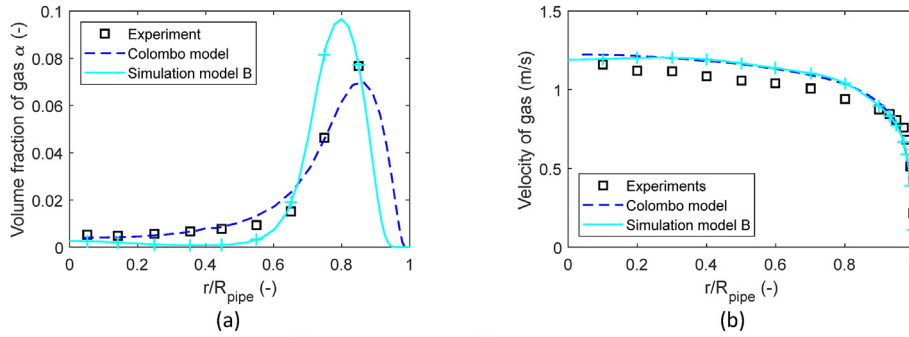 0.1
0.08
0.06
0.04
0.02
0
Volume fraction of gas α (-)
Experiment
Colombo model
Simulation model B
0 0.2 0.4 0.6 0.8 1
r/R_pipe (-)
(a)
1.5
1
0.5
0
Velocity of gas (m/s)
Experiments
Colombo model
Simulation model B
0 0.2 0.4 0.6 0.8
r/R_pipe (-)
(b)